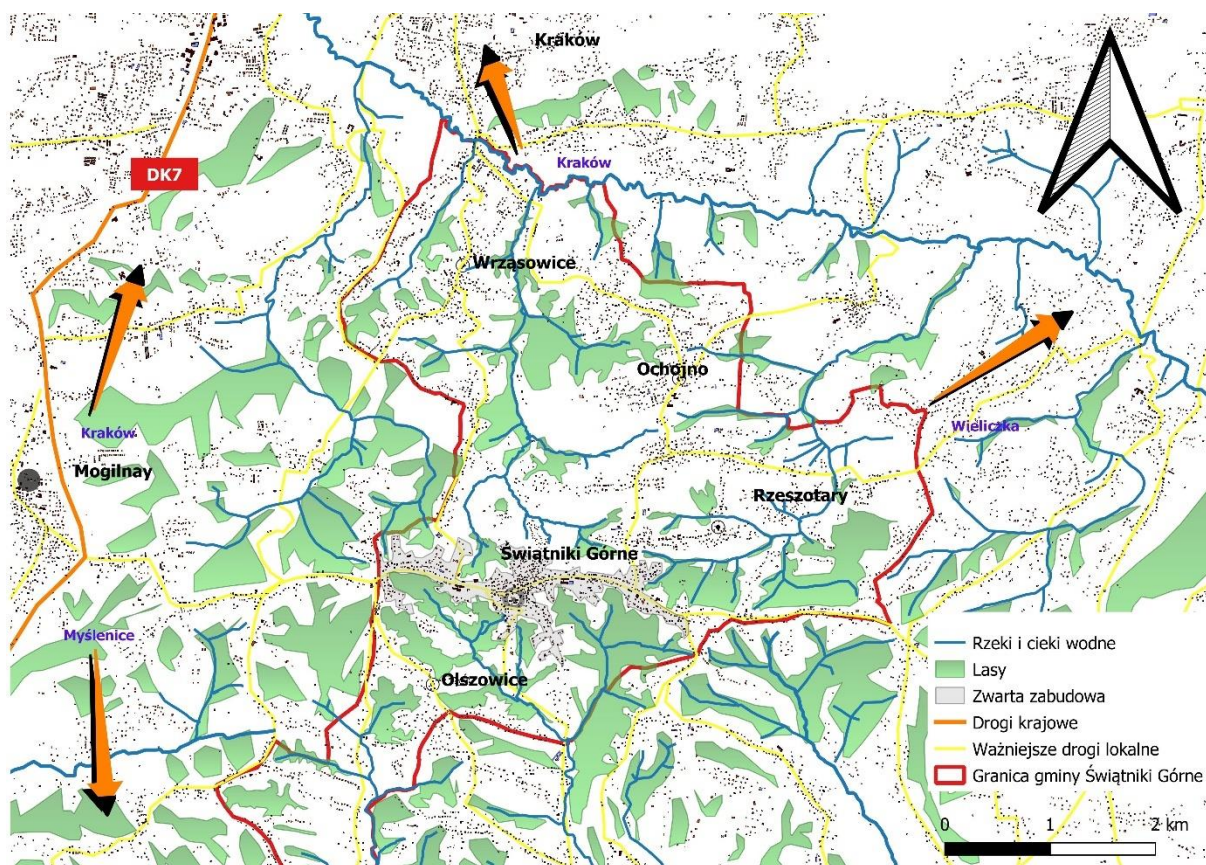 Kraków
DK7
Kraków
Wrząsowice
Ochojno
Kraków
Wieliczka
Mogilnay
Rzeszotary
Świątniki Górne
Myślenice
Olszowice
Rzeki i cieki wodne
Lasy
Zwarta zabudowa
Drogi krajowe
Ważniejsze drogi lokalne
Granica gminy Świątniki Górne
0 1 2 km